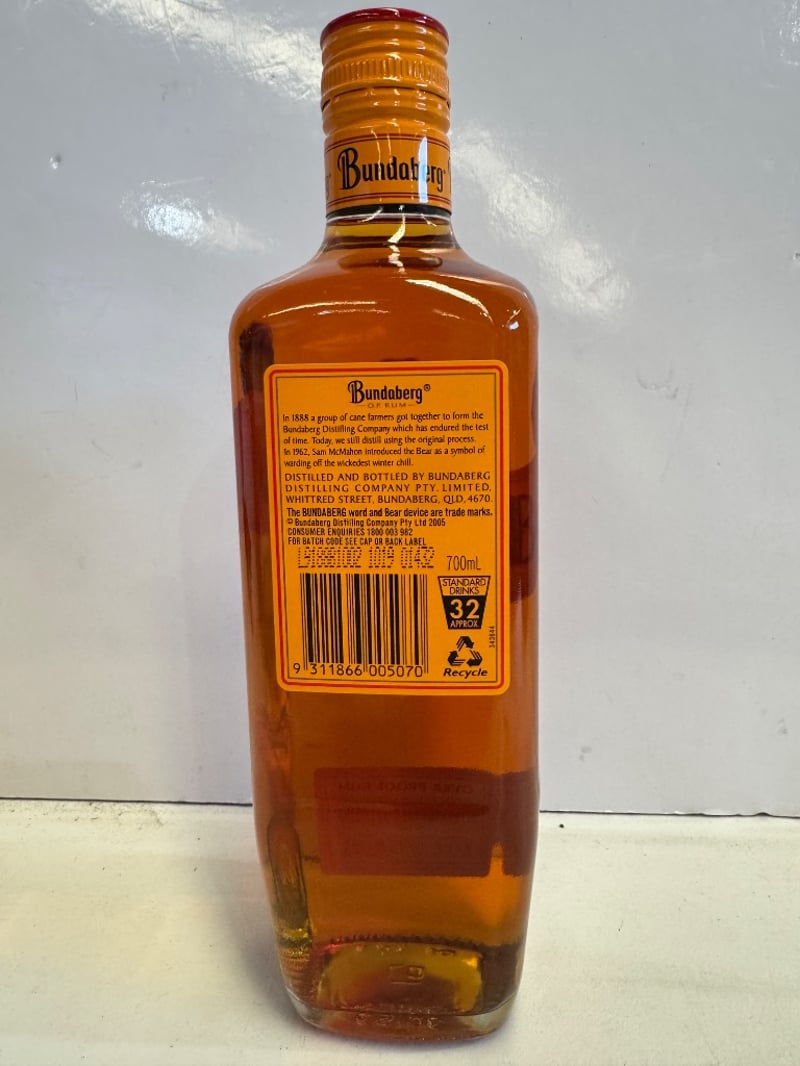 Bundaberg
Bundaberg®
O.P. RUM
In 1888 a group of cane farmers got together to form the
Bundaberg Distilling Company which has endured the test
of time. Today, we still distill using the original process.
In 1962, Sam McMahon introduced the Bear as a symbol of
warding off the wickedest winter chill.
DISTILLED AND BOTTLED BY BUNDABERG
DISTILLING COMPANY PTY. LIMITED,
WHITTRED STREET, BUNDABERG, QLD, 4670.
The BUNDABERG word and Bear device are trade marks.
© Bundaberg Distilling Company Pty Ltd 2005
CONSUMER ENQUIRIES 1800 003 982
FOR BATCH CODE SEE CAP OR BACK LABEL
700mL
STANDARD
DRINKS
32
APPROX.
343844
9 311866 005070
Recycle